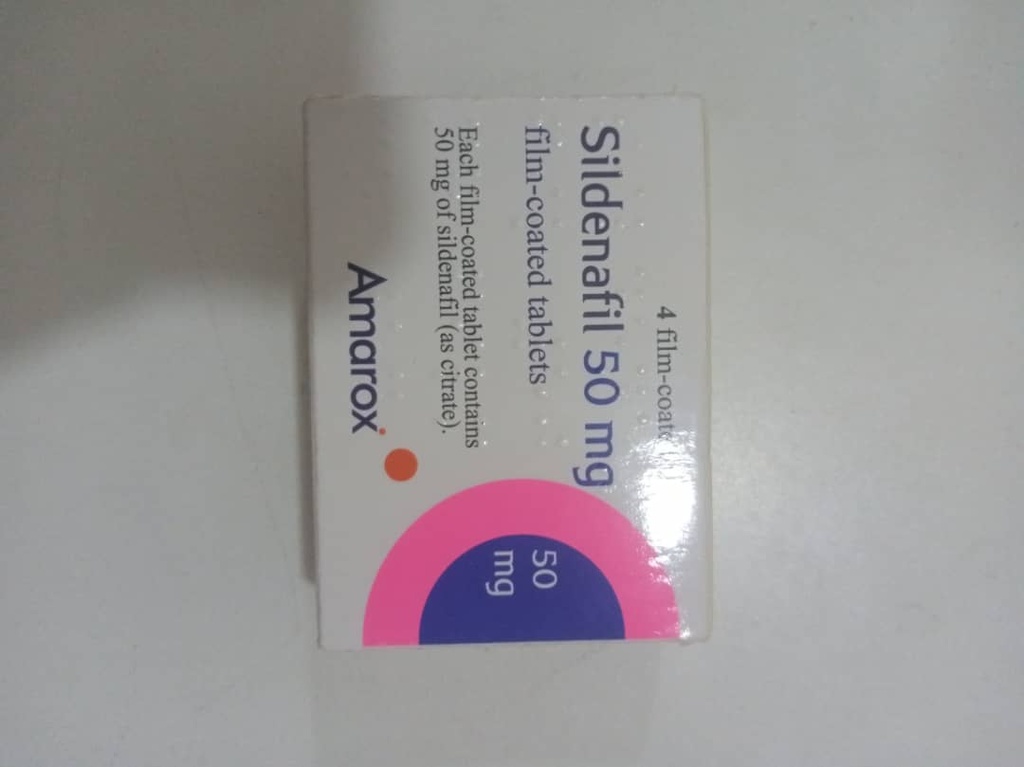 4 film-coated
Sildenafil 50 mg
film-coated tablets
Each film-coated tablet contains
50 mg of sildenafil (as citrate).
Amarox
50
mg